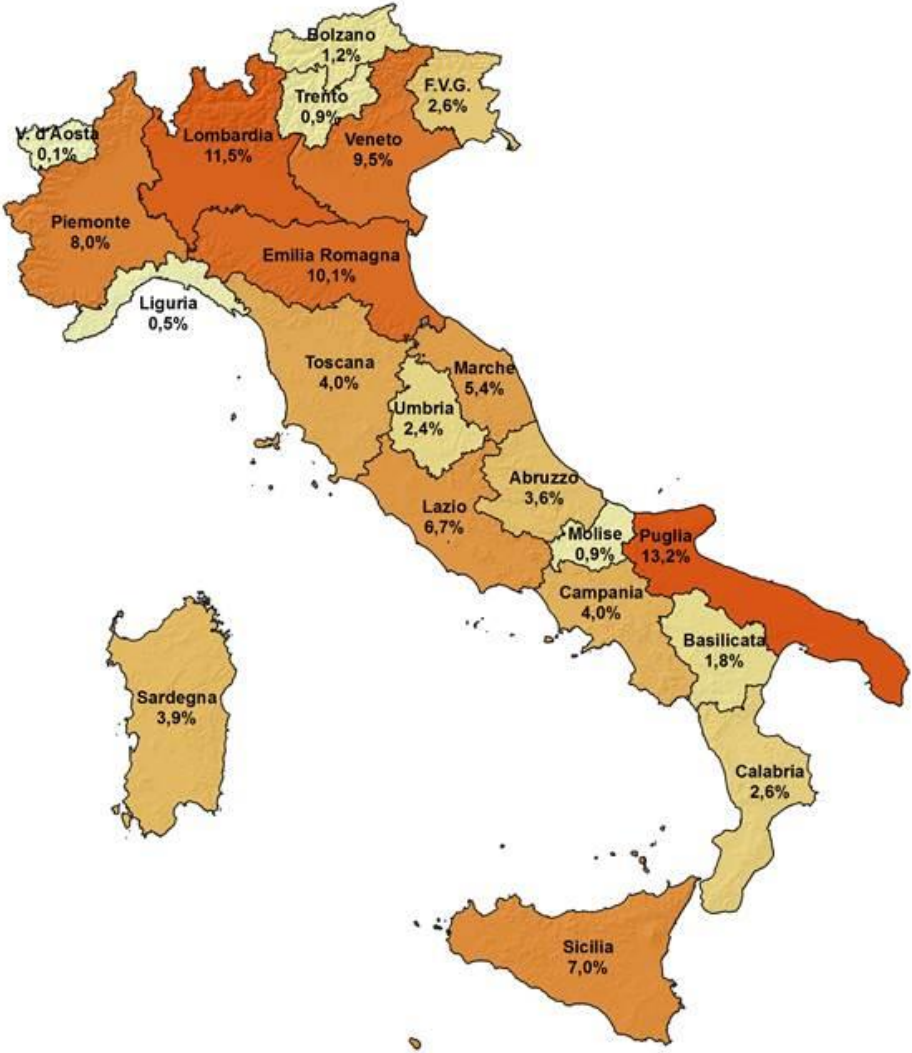 Bolzano
1,2%
Trento
0,9%
F.V.G.
2,6%
V. d'Aosta
0,1%
Lombardia
11,5%
Veneto
9,5%
Piemonte
8,0%
Emilia Romagna
10,1%
Liguria
0,5%
Toscana
4,0%
Marche
5,4%
Umbria
2,4%
Abruzzo
3,6%
Lazio
6,7%
Molise
0,9%
Puglia
13,2%
Campania
4,0%
Basilicata
1,8%
Sardegna
3,9%
Calabria
2,6%
Sicilia
7,0%